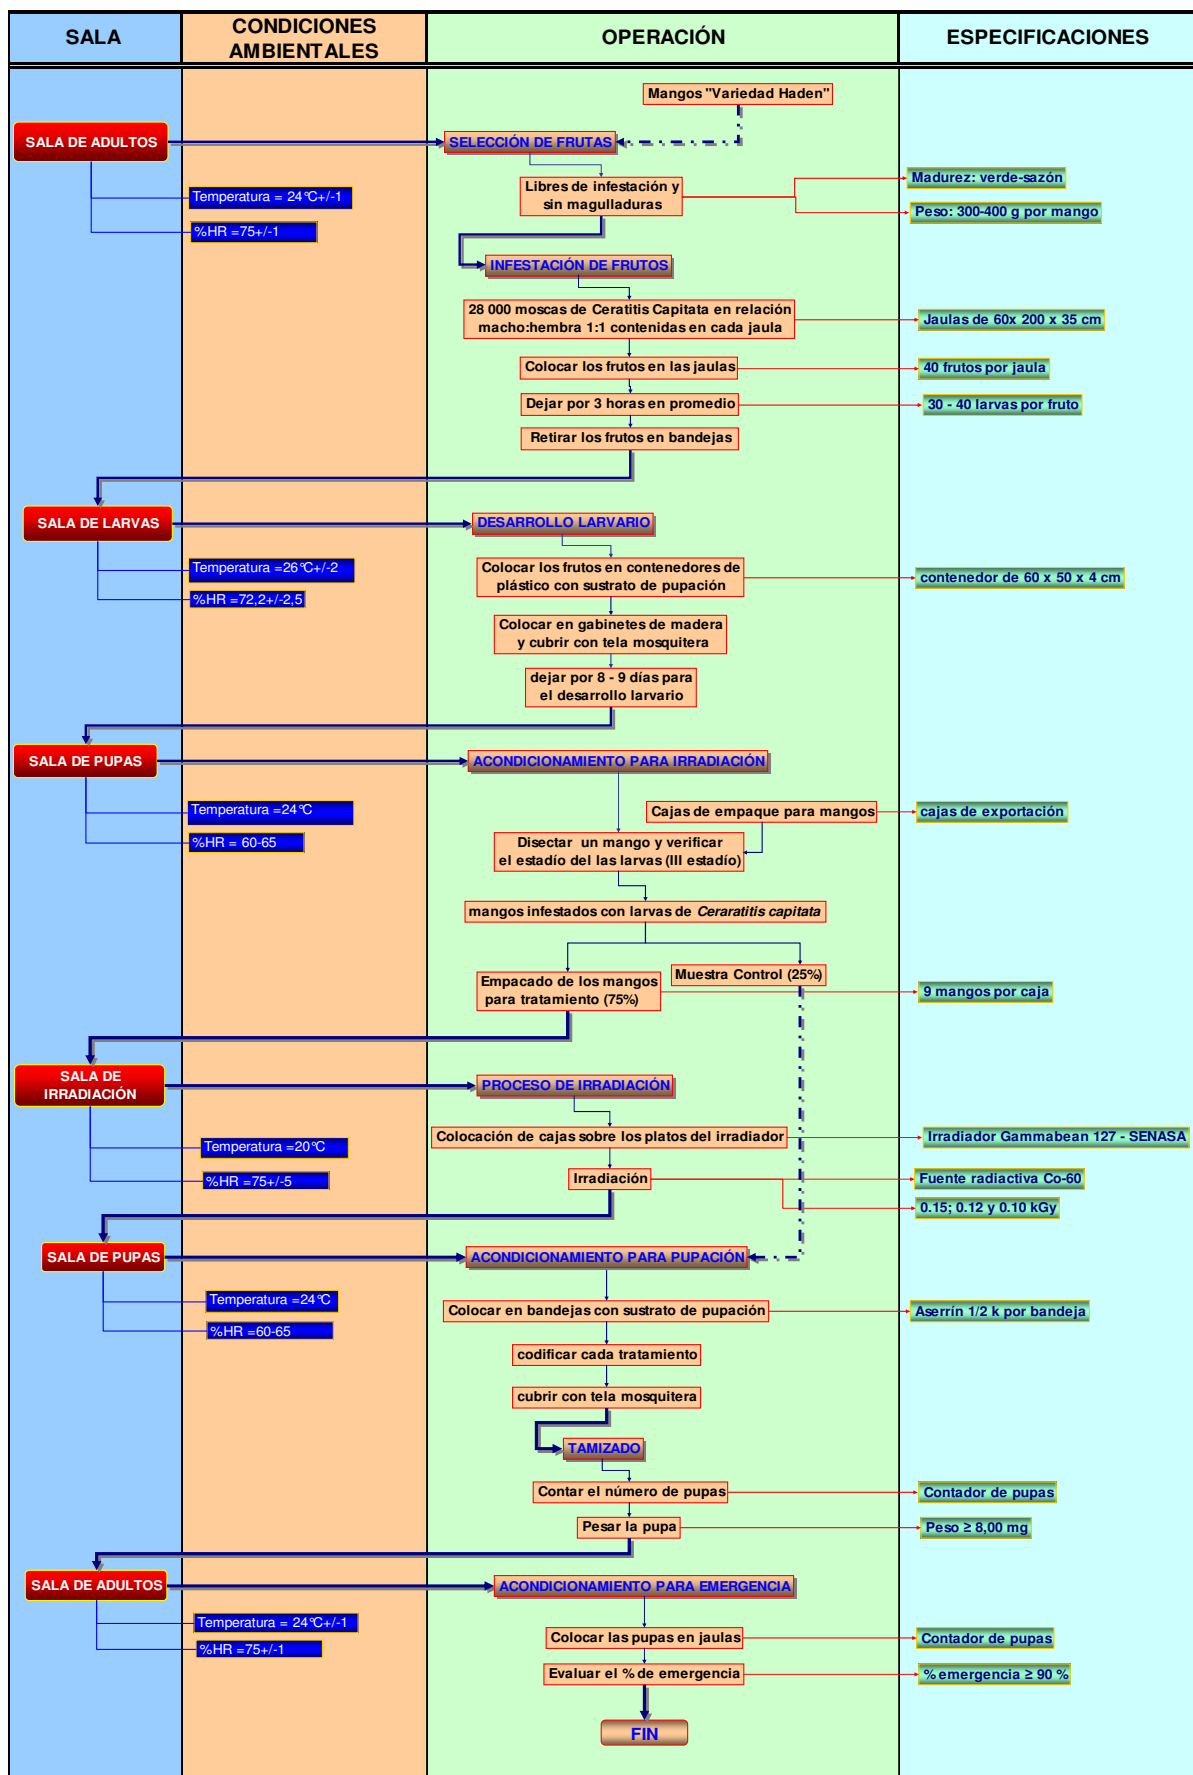 SALA
CONDICIONES
AMBIENTALES
OPERACIÓN
ESPECIFICACIONES
Mangos "Variedad Haden"
SALA DE ADULTOS
SELECCIÓN DE FRUTAS
Temperatura = 24°C+/-1
%HR =75+/-1
Libres de infestación y
sin magulladuras
Madurez: verde-sazón
Peso: 300-400 g por mango
INFESTACIÓN DE FRUTOS
28 000 moscas de Ceratitis Capitata en relación
macho:hembra 1:1 contenidas en cada jaula
Jaulas de 60x 200 x 35 cm
Colocar los frutos en las jaulas
40 frutos por jaula
Dejar por 3 horas en promedio
30 - 40 larvas por fruto
Retirar los frutos en bandejas
SALA DE LARVAS
DESARROLLO LARVARIO
Temperatura =26°C+/-2
%HR =72,2+/-2,5
Colocar los frutos en contenedores de
plástico con sustrato de pupación
contenedor de 60 x 50 x 4 cm
Colocar en gabinetes de madera
y cubrir con tela mosquitera
dejar por 8 - 9 días para
el desarrollo larvario
SALA DE PUPAS
ACONDICIONAMIENTO PARA IRRADIACIÓN
Temperatura =24°C
%HR = 60-65
Cajas de empaque para mangos
cajas de exportación
Disectar un mango y verificar
el estadío del las larvas (III estadío)
mangos infestados con larvas de Ceraratitis capitata
Empacado de los mangos
para tratamiento (75%)
Muestra Control (25%)
9 mangos por caja
SALA DE
IRRADIACIÓN
PROCESO DE IRRADIACIÓN
Temperatura =20°C
%HR =75+/-5
Colocación de cajas sobre los platos del irradiador
Irradiador Gammabean 127 - SENASA
Irradiación
Fuente radiactiva Co-60
0.15; 0.12 y 0.10 kGy
SALA DE PUPAS
ACONDICIONAMIENTO PARA PUPACIÓN
Temperatura =24°C
%HR =60-65
Colocar en bandejas con sustrato de pupación
Aserrín 1/2 k por bandeja
codificar cada tratamiento
cubrir con tela mosquitera
TAMIZADO
Contar el número de pupas
Contador de pupas
Pesar la pupa
Peso ≥ 8,00 mg
SALA DE ADULTOS
ACONDICIONAMIENTO PARA EMERGENCIA
Temperatura = 24°C+/-1
%HR =75+/-1
Colocar las pupas en jaulas
Contador de pupas
Evaluar el % de emergencia
% emergencia ≥ 90 %
FIN